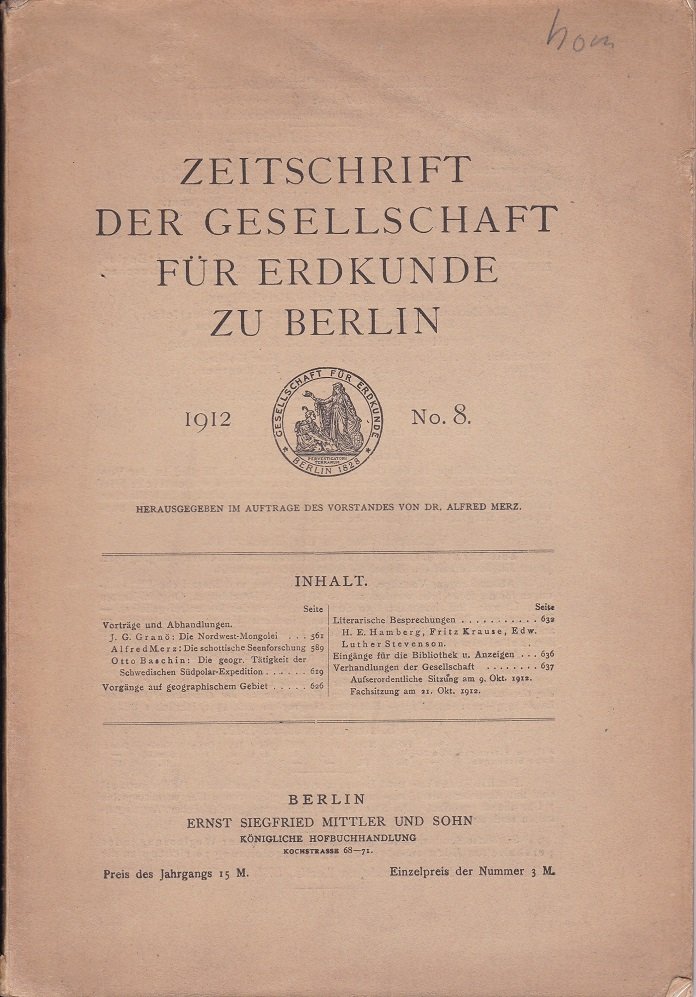 hom
ZEITSCHRIFT
DER GESELLSCHAFT
FÜR ERDKUNDE
ZU BERLIN
1912
GESELLSCHAFT FÜR ERDKUNDE
BERLIN 1828
No. 8.
HERAUSGEGEBEN IM AUFTRAGE DES VORSTANDES VON DR. ALFRED MERZ.
INHALT.
Seite
Vorträge und Abhandlungen.
J. G. Granö: Die Nordwest-Mongolei . . . 561
Alfred Merz: Die schottische Seenforschung 589
Otto Baschin: Die geogr. Tätigkeit der
Schwedischen Südpolar-Expedition . . . . . . 619
Vorgänge auf geographischem Gebiet . . . . . 626
Seite
Literarische Besprechungen . . . . . . . . . . . 632
H. E. Hamberg, Fritz Krause, Edw.
Luther Stevenson.
Eingänge für die Bibliothek u. Anzeigen . . . 636
Verhandlungen der Gesellschaft . . . . . . . . 637
Aufserordentliche Sitzung am 9. Okt. 1912.
Fachsitzung am 21. Okt. 1912.
BERLIN
ERNST SIEGFRIED MITTLER UND SOHN
KÖNIGLICHE HOFBUCHHANDLUNG
KOCHSTRASSE 68—71.
Preis des Jahrgangs 15 M.
Einzelpreis der Nummer 3 M.